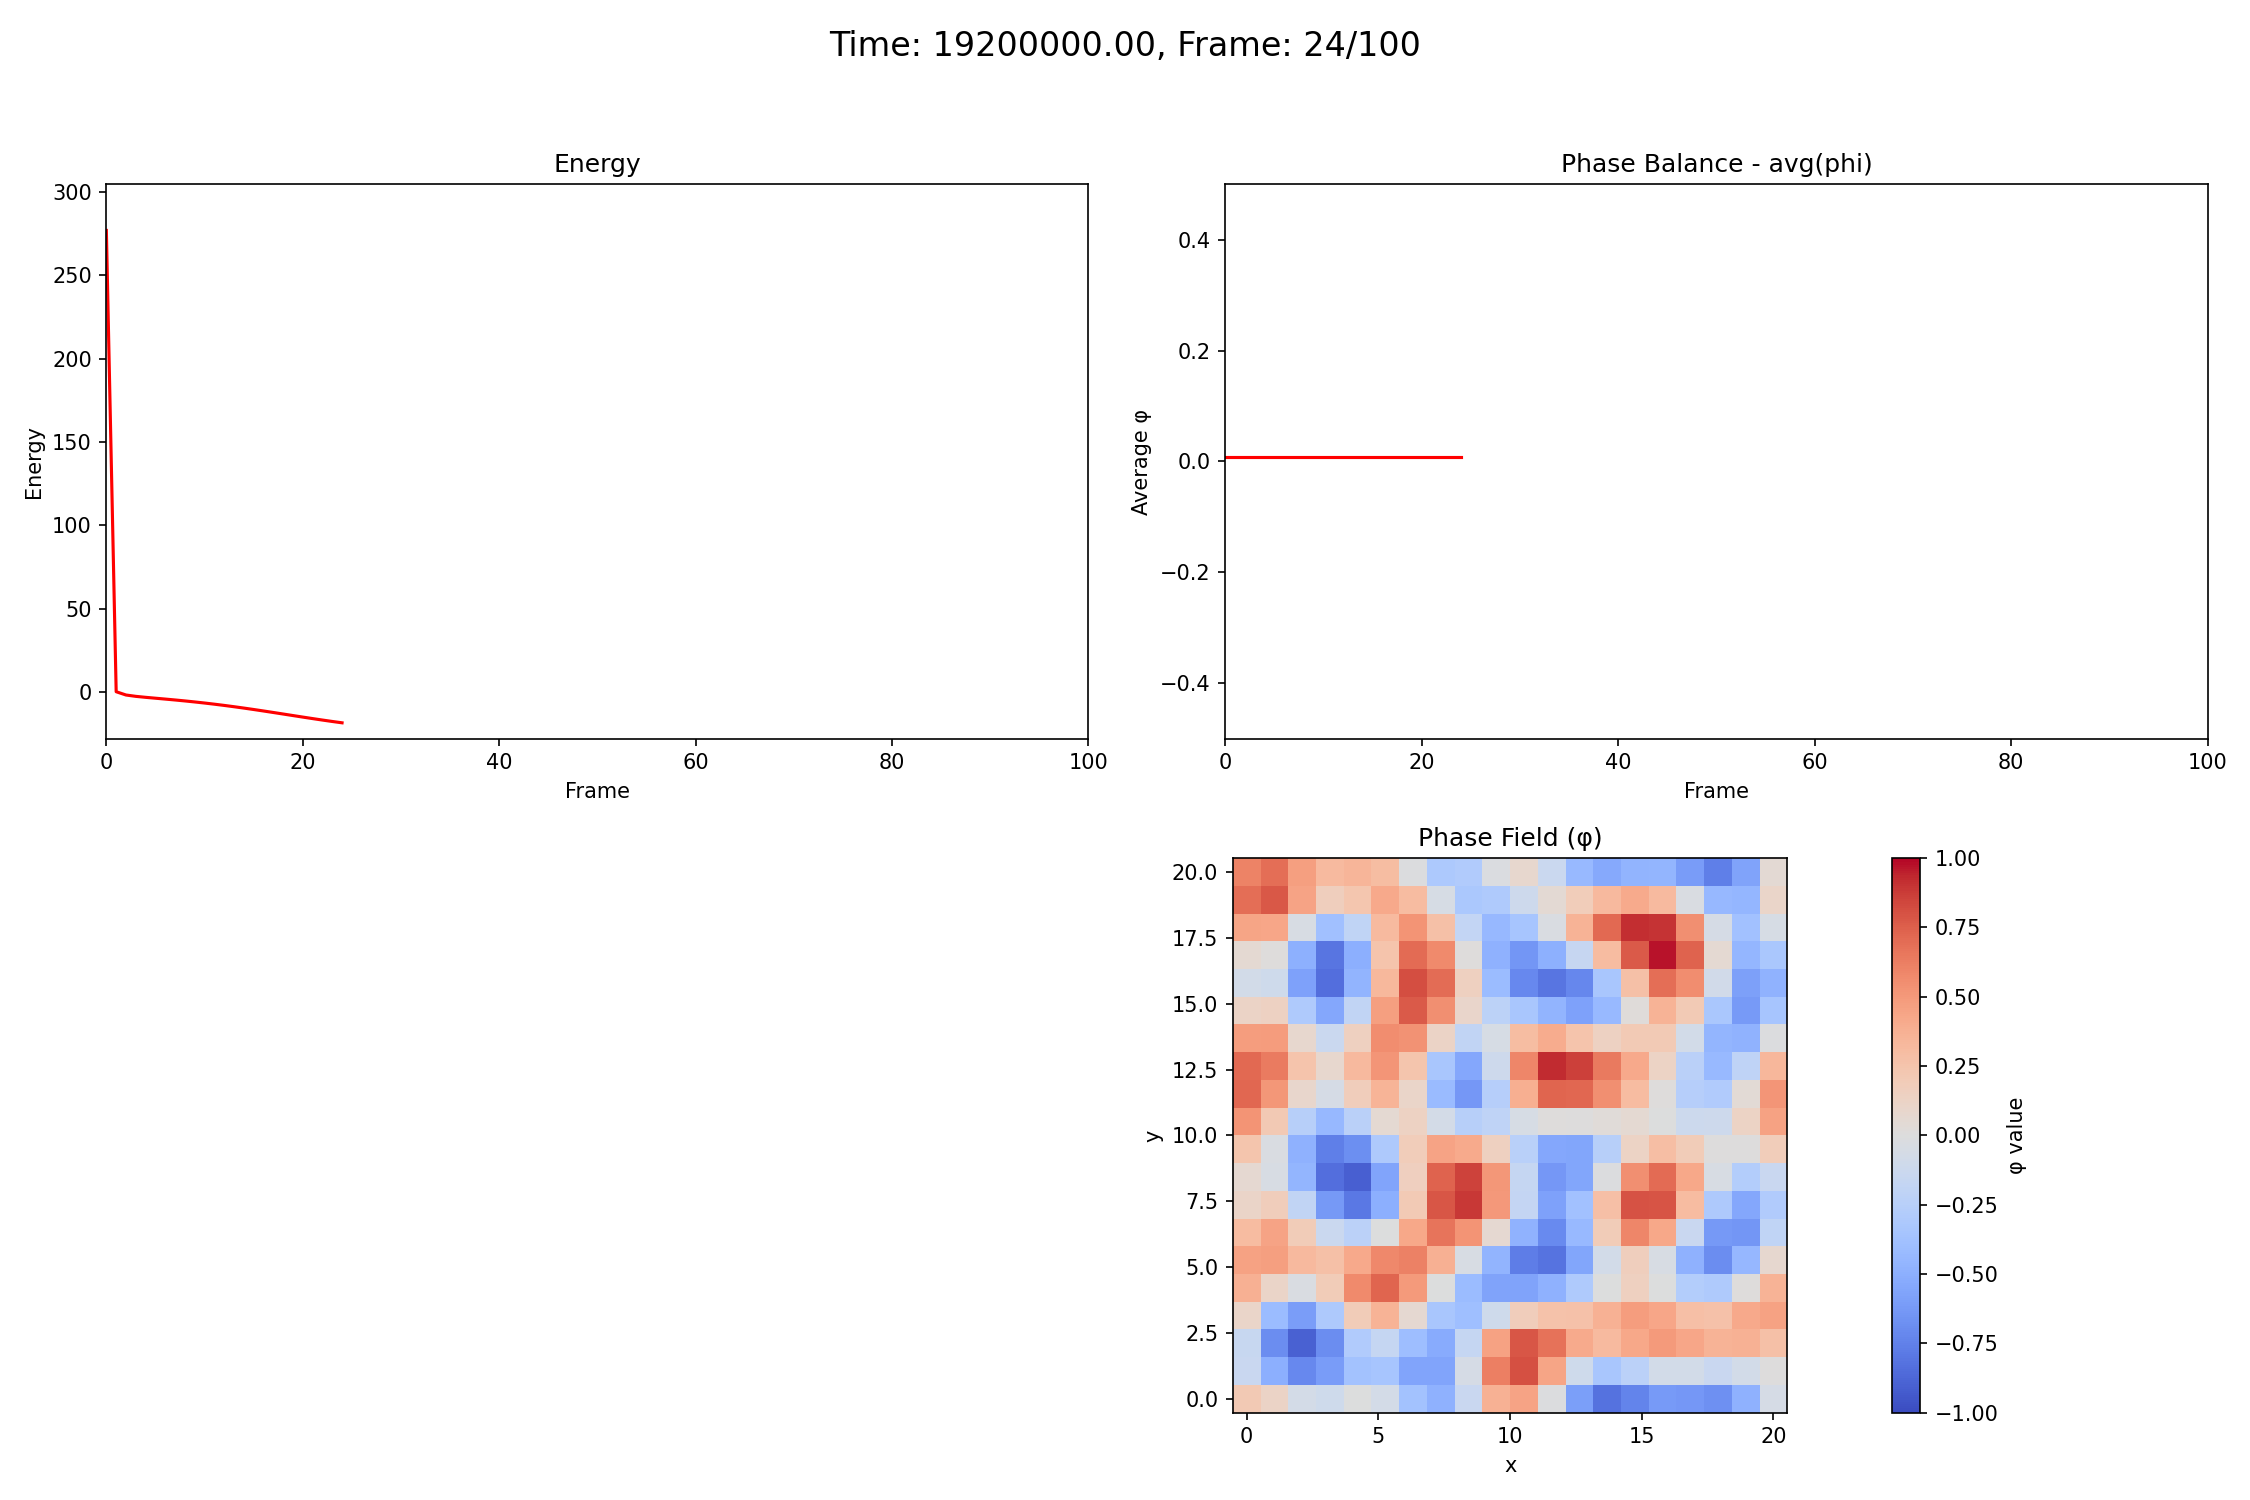 Time: 19200000.00, Frame: 24/100
Energy
300
250
200
150
100
50
0
Energy
0 20 40 60 80 100
Frame
Phase Balance - avg(phi)
0.4
0.2
0.0
−0.2
−0.4
Average φ
0 20 40 60 80 100
Frame
Phase Field (φ)
20.0
17.5
15.0
12.5
10.0
7.5
5.0
2.5
0.0
y
0 5 10 15 20
x
1.00
0.75
0.50
0.25
0.00
−0.25
−0.50
−0.75
−1.00
φ value